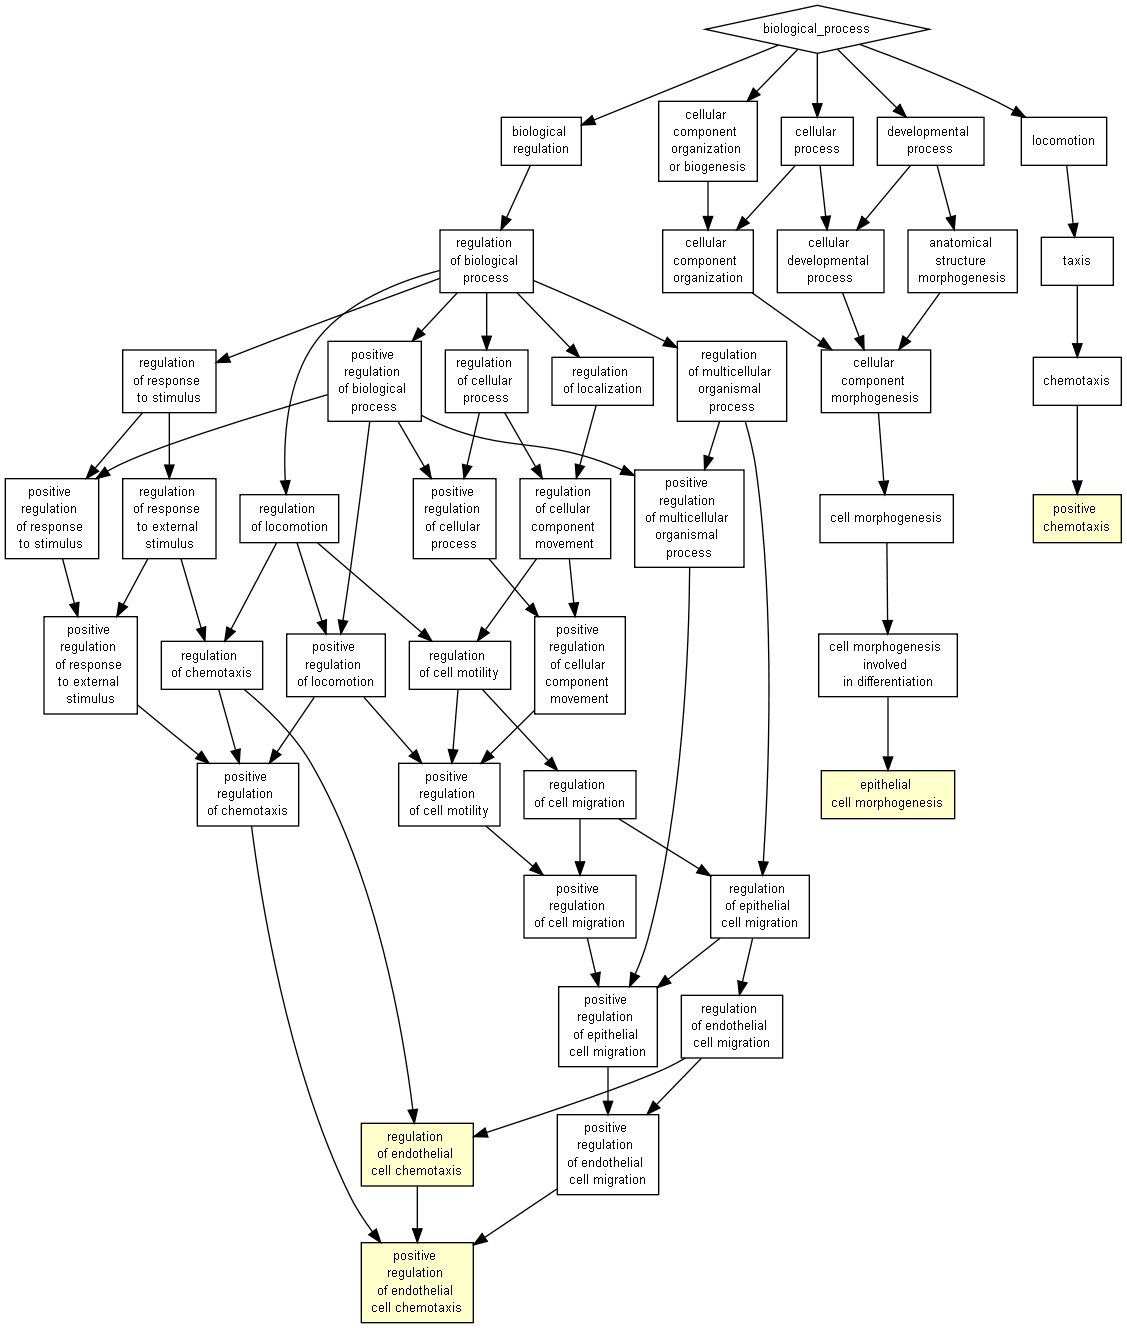 biological_process
biological
regulation
cellular
component
organization
or biogenesis
cellular
process
developmental
process
locomotion
regulation
of biological
process
cellular
component
organization
cellular
developmental
process
anatomical
structure
morphogenesis
taxis
regulation
of response
to stimulus
positive
regulation
of biological
process
regulation
of cellular
process
regulation
of localization
regulation
of multicellular
organismal
process
cellular
component
morphogenesis
chemotaxis
positive
regulation
of response
to stimulus
regulation
of response
to external
stimulus
regulation
of locomotion
positive
regulation
of cellular
process
regulation
of cellular
component
movement
positive
regulation
of multicellular
organismal
process
cell morphogenesis
positive
chemotaxis
positive
regulation
of response
to external
stimulus
regulation
of chemotaxis
positive
regulation
of locomotion
regulation
of cell motility
positive
regulation
of cellular
component
movement
cell morphogenesis
involved
in differentiation
positive
regulation
of chemotaxis
positive
regulation
of cell motility
regulation
of cell migration
epithelial
cell morphogenesis
positive
regulation
of cell migration
regulation
of epithelial
cell migration
positive
regulation
of epithelial
cell migration
regulation
of endothelial
cell migration
regulation
of endothelial
cell chemotaxis
positive
regulation
of endothelial
cell migration
positive
regulation
of endothelial
cell chemotaxis